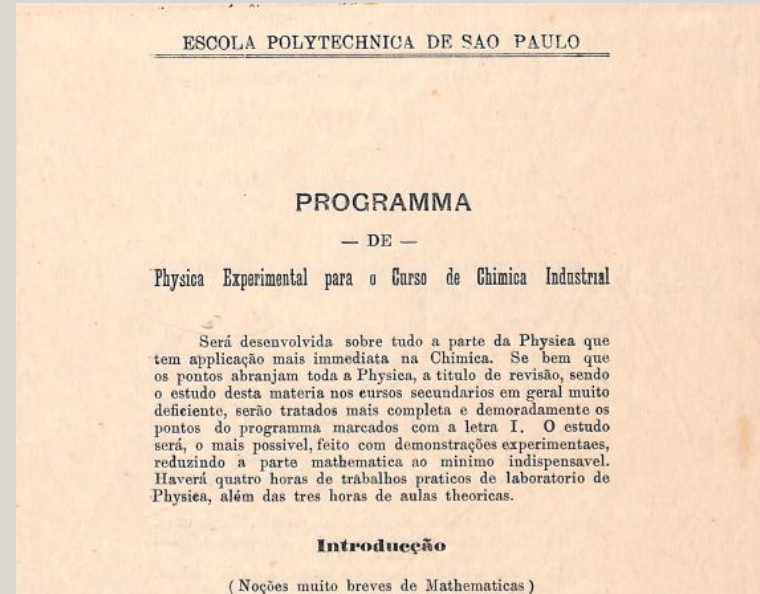 ESCOLA POLYTECHNICA DE SAO PAULO
PROGRAMMA
— DE —
Physica Experimental para o Curso de Chimica Industrial
Será desenvolvida sobre tudo a parte da Physica que
tem applicação mais immediata na Chimica. Se bem que
os pontos abranjam toda a Physica, a titulo de revisão, sendo
o estudo desta materia nos cursos secundarios em geral muito
deficiente, serão tratados mais completa e demoradamente os
pontos do programma marcados com a letra I. O estudo
será, o mais possivel, feito com demonstrações experimentaes,
reduzindo a parte mathematica ao minimo indispensavel.
Haverá quatro horas de trabalhos praticos de laboratorio de
Physica, além das tres horas de aulas theoricas.
Introducção
( Noções muito breves de Mathematicas )